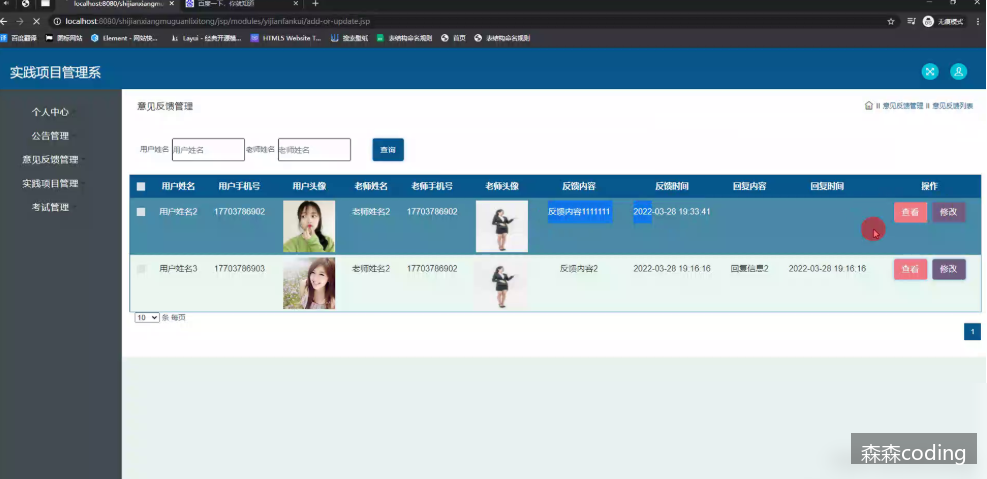 localhost:8080/shijianxiangmu
百度一下，你就知道
localhost:8080/shijianxiangmuguanlixitong/jsp/modules/yijianfankui/add-or-update.jsp
无痕模式
百度翻译 图标网站 Element - 网站快... Layui - 经典开源模... HTML5 Website T... 搜索壁纸 表结构命名规则 首页 表结构命名规则
实践项目管理系
个人中心
公告管理
意见反馈管理
实践项目管理
考试管理
意见反馈管理
意见反馈管理 意见反馈列表
用户姓名 用户姓名 老师姓名 老师姓名 查询
用户姓名 用户手机号 用户头像 老师姓名 老师手机号 老师头像 反馈内容 反馈时间 回复内容 回复时间 操作
用户姓名2 17703786902 老师姓名2 17703786902 反馈内容1111111 2022-03-28 19:33:41 查看 修改
用户姓名3 17703786903 老师姓名2 17703786902 反馈内容2 2022-03-28 19:16:16 回复信息2 2022-03-28 19:16:16 查看 修改
10 条 每页
1
森森coding